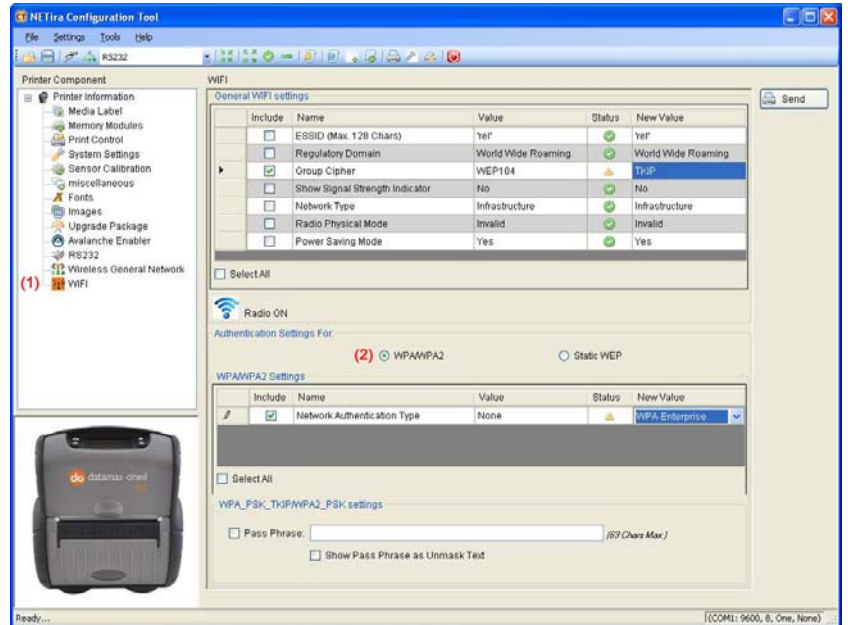 NETira Configuration Tool
File Settings Tools Help
RS232
Printer Component
Printer Information
Media Label
Memory Modules
Print Control
System Settings
Sensor Calibration
miscellaneous
Fonts
Images
Upgrade Package
Avalanche Enabler
RS232
Wireless General Network
(1) WIFI
WIFI
General WIFI settings
Include Name Value Status New Value
ESSID (Max. 128 Chars) Yel" Yel"
Regulatory Domain World Wide Roaming World Wide Roaming
Group Cipher WEP104 TKIP
Show Signal Strength Indicator No No
Network Type Infrastructure Infrastructure
Radio Physical Mode Invalid Invalid
Power Saving Mode Yes Yes
Select All
Send
Radio ON
Authentication Settings For:
(2) WPA/WPA2 Static WEP
WPA/WPA2 Settings
Include Name Value Status New Value
Network Authentication Type None WPA-Enterprise
Select All
WPA_PSK_TKIP/WPA2_PSK settings
Pass Phrase: (63 Chars Max.)
Show Pass Phrase as Unmask Text
do datamax·oneil
Ready... (COM1: 9600, 8, One, None)